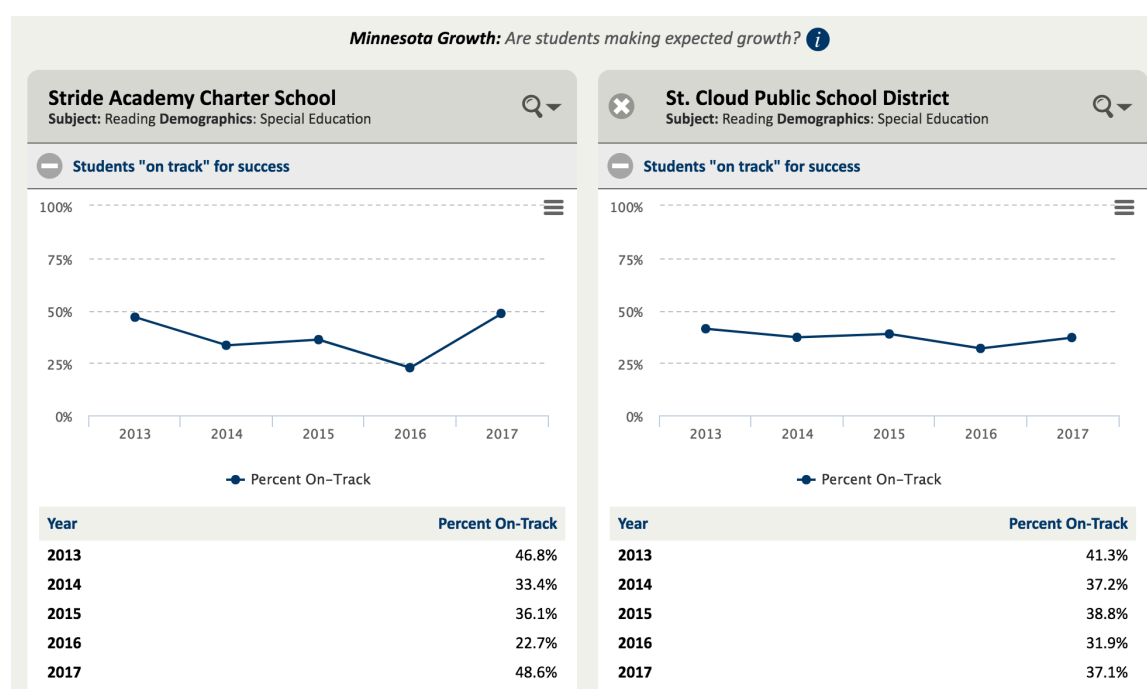 Minnesota Growth: Are students making expected growth? i
Stride Academy Charter School
Subject: Reading Demographics: Special Education
Students "on track" for success
100%
75%
50%
25%
0%
2013 2014 2015 2016 2017
Percent On-Track
Year Percent On-Track
2013 46.8%
2014 33.4%
2015 36.1%
2016 22.7%
2017 48.6%
St. Cloud Public School District
Subject: Reading Demographics: Special Education
Students "on track" for success
100%
75%
50%
25%
0%
2013 2014 2015 2016 2017
Percent On-Track
Year Percent On-Track
2013 41.3%
2014 37.2%
2015 38.8%
2016 31.9%
2017 37.1%